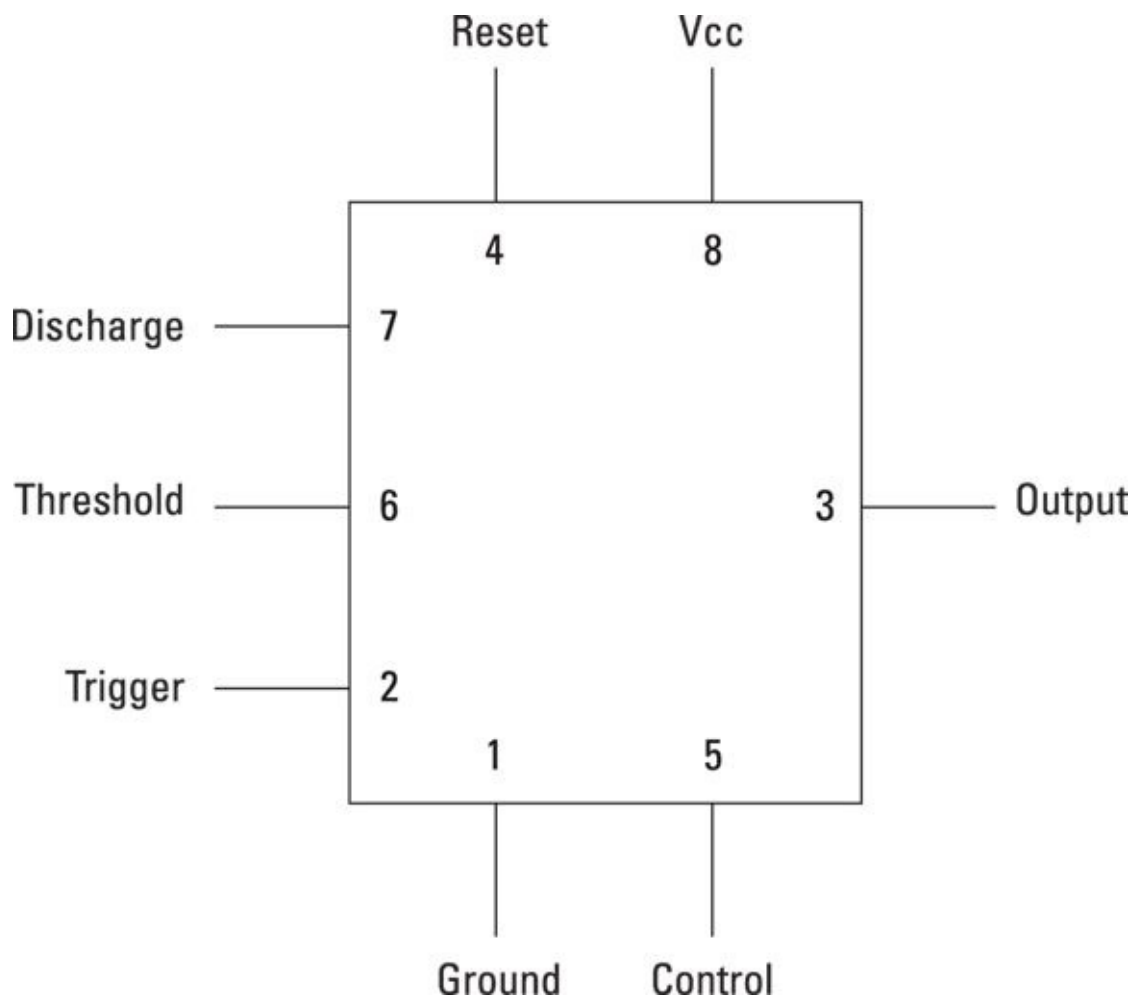 Reset Vcc
4 8
Discharge 7
Threshold 6 3 Output
Trigger 2
1 5
Ground Control